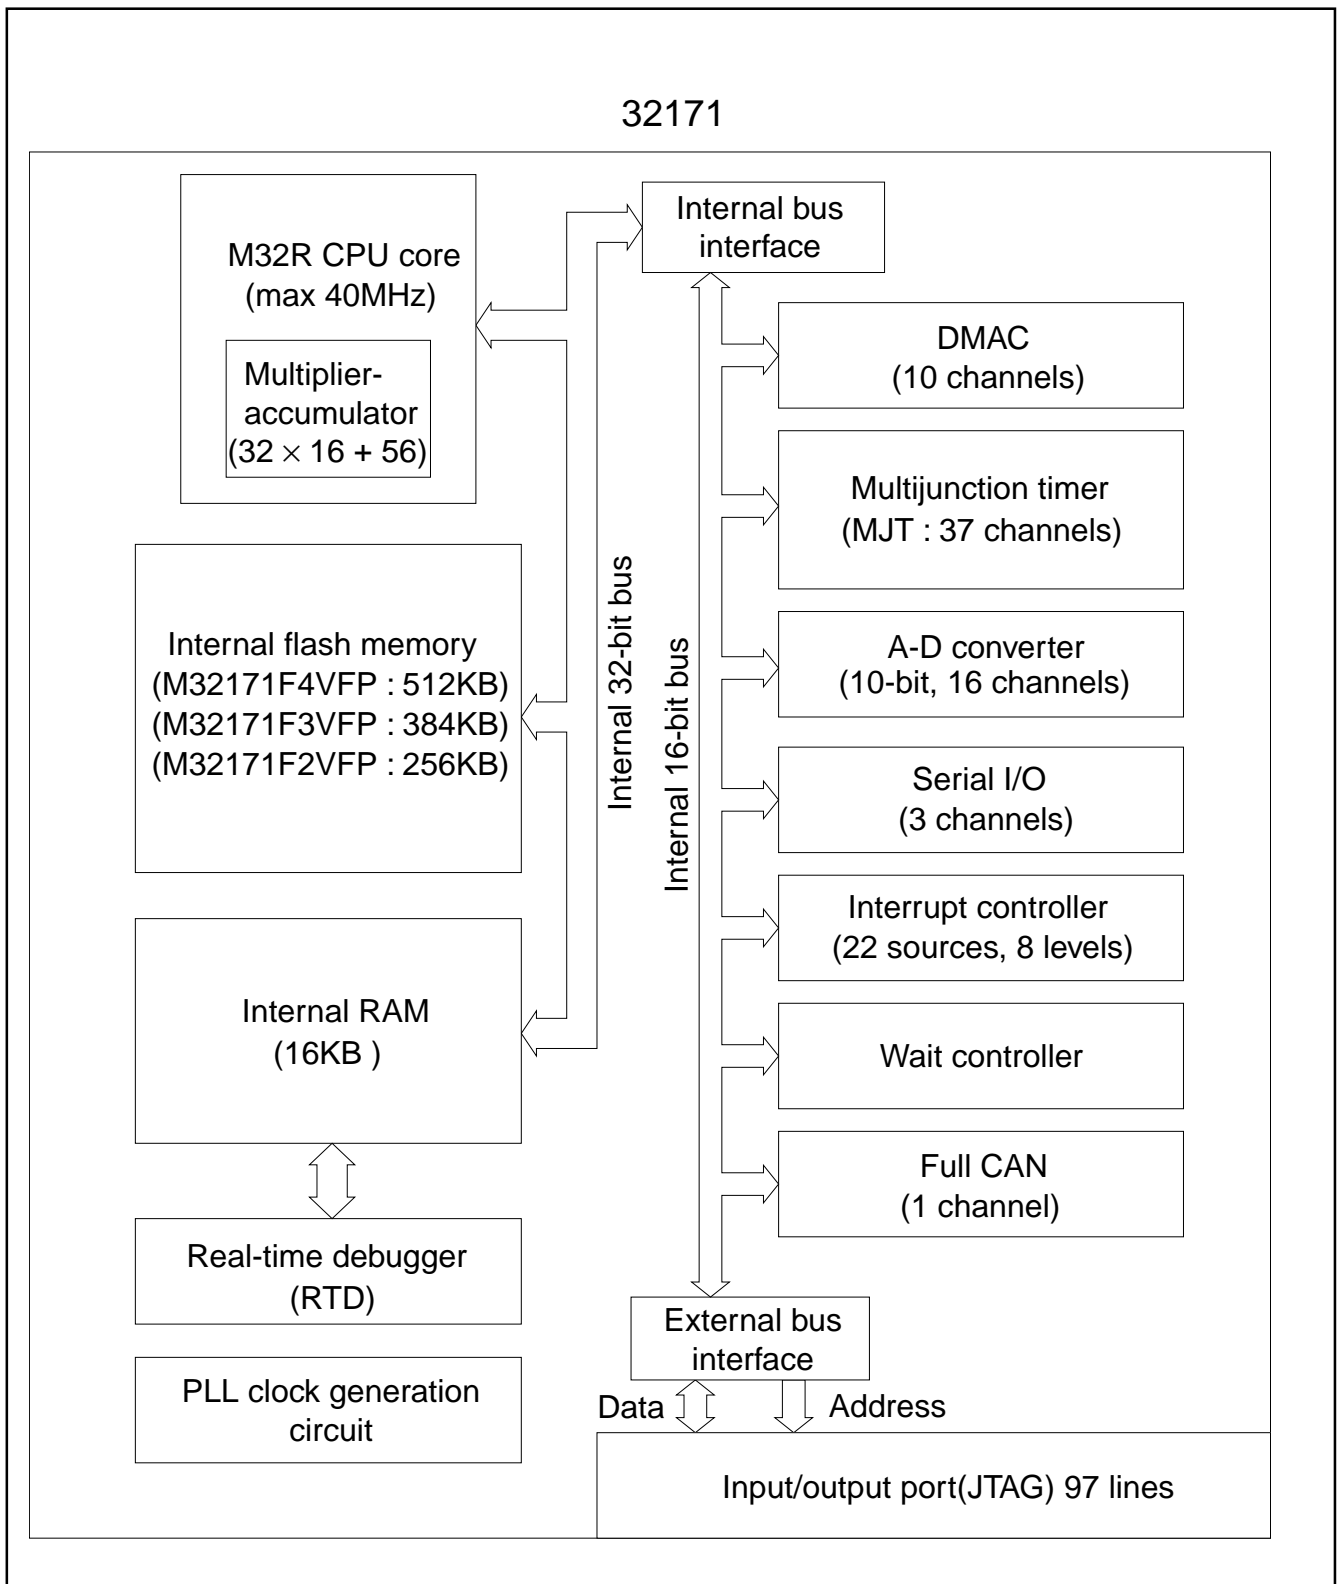 32171
M32R CPU core
(max 40MHz)
Multiplier-
accumulator
(32 × 16 + 56)
Internal flash memory
(M32171F4VFP : 512KB)
(M32171F3VFP : 384KB)
(M32171F2VFP : 256KB)
Internal RAM
(16KB )
Real-time debugger
(RTD)
PLL clock generation
circuit
Internal 32-bit bus
Internal 16-bit bus
Internal bus
interface
DMAC
(10 channels)
Multijunction timer
(MJT : 37 channels)
A-D converter
(10-bit, 16 channels)
Serial I/O
(3 channels)
Interrupt controller
(22 sources, 8 levels)
Wait controller
Full CAN
(1 channel)
External bus
interface
Data
Address
Input/output port(JTAG) 97 lines